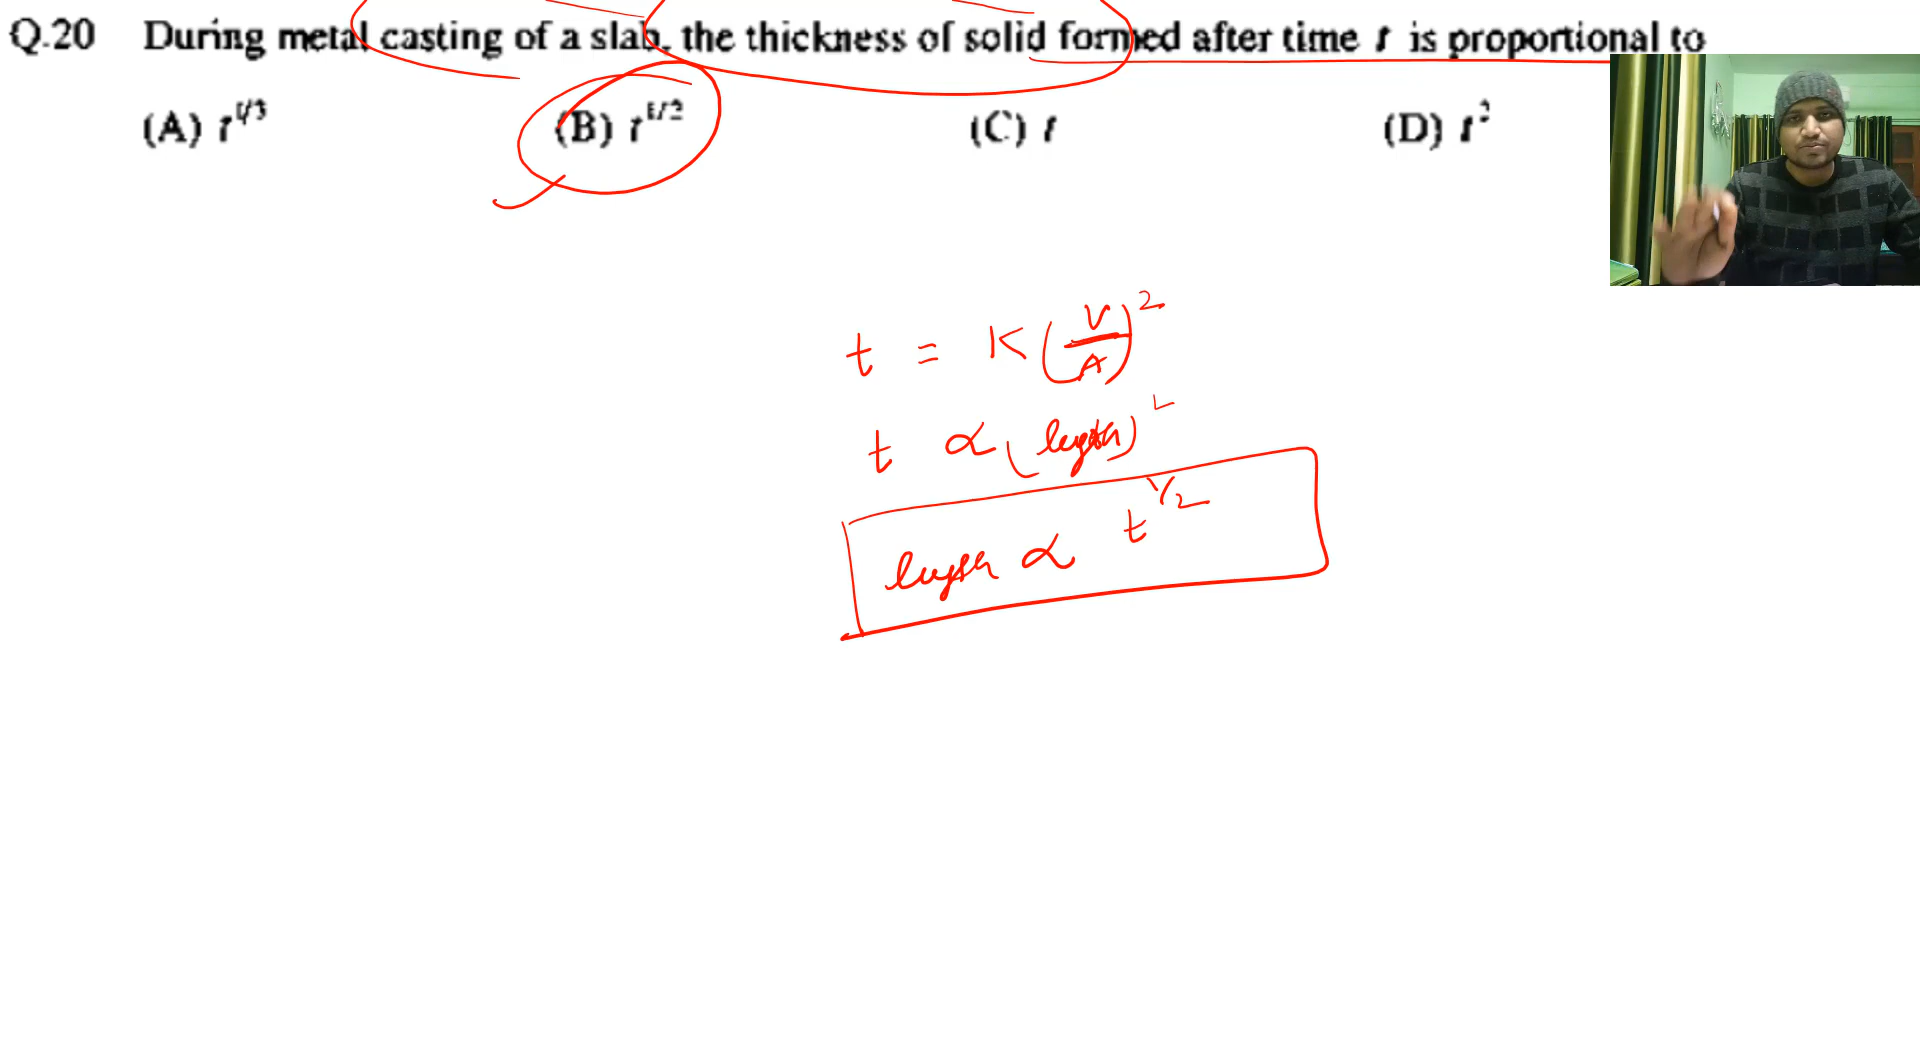 Q.20 During metal casting of a slab, the thickness of solid formed after time t is proportional to
(A) t^1/3 (B) t^1/2 (C) t (D) t^2
t = K (V/A)^2
t ∝ (length)^2
length ∝ t^1/2